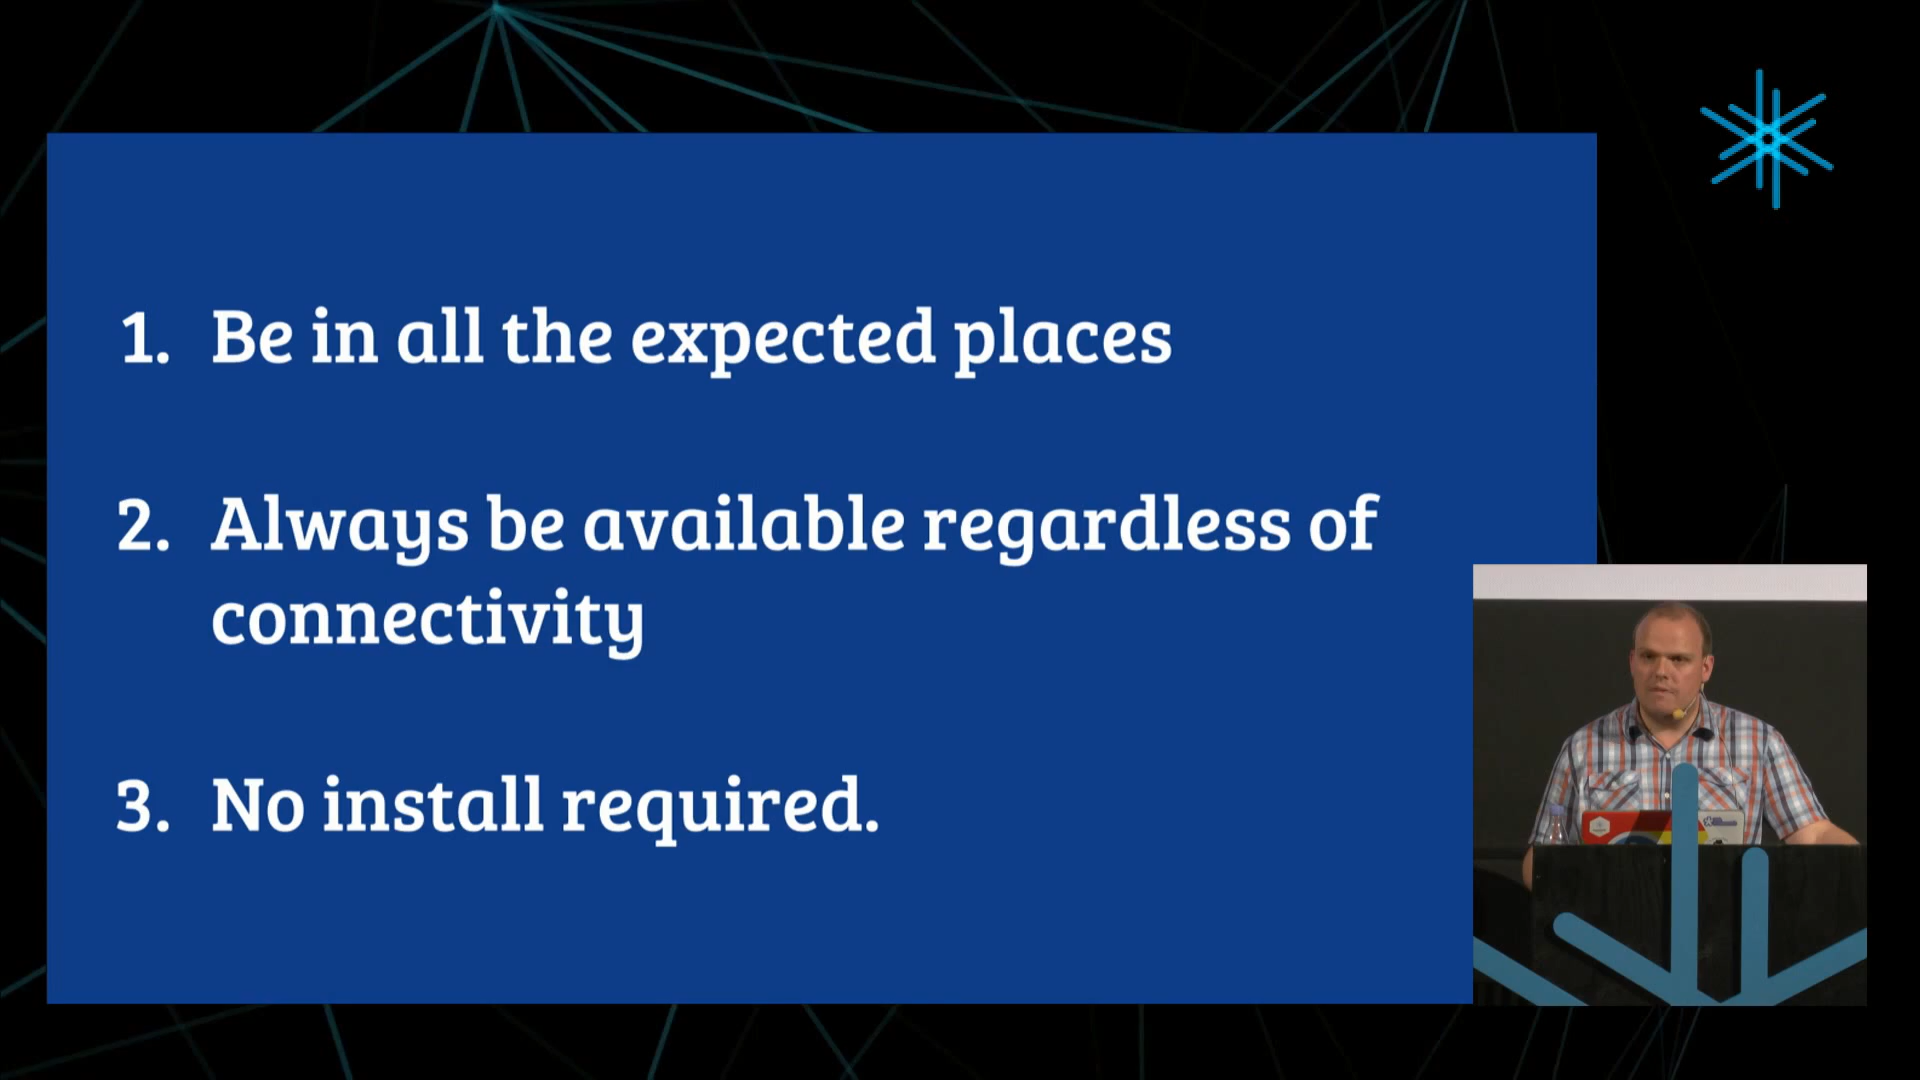 1. Be in all the expected places
2. Always be available regardless of
connectivity
3. No install required.